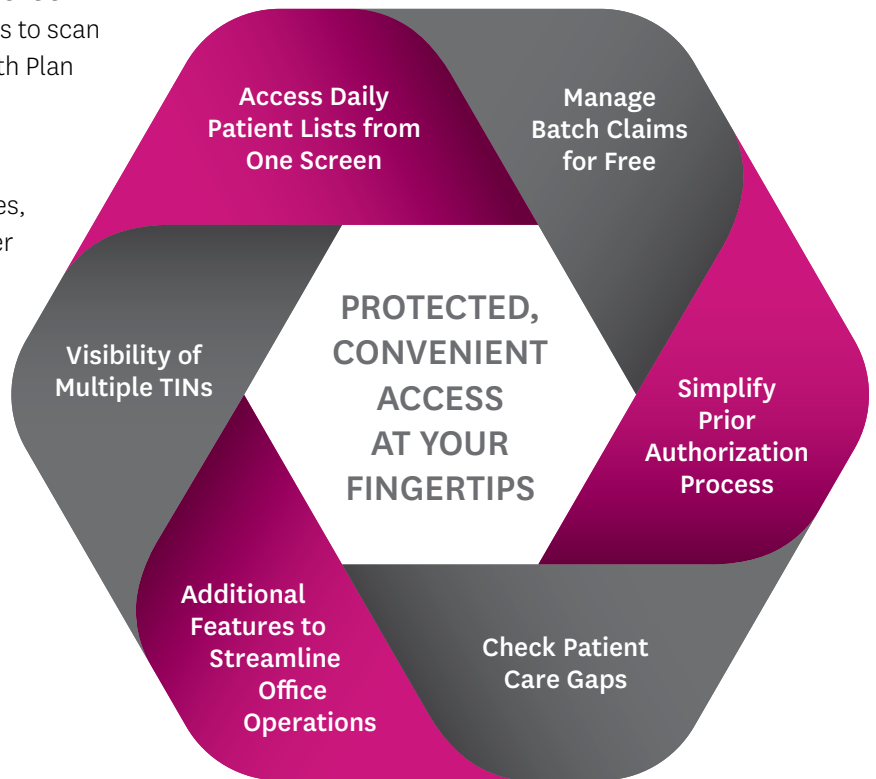 s to scan
th Plan
es,
er
Access Daily
Patient Lists from
One Screen
Manage
Batch Claims
for Free
Visibility of
Multiple TINs
PROTECTED,
CONVENIENT
ACCESS
AT YOUR
FINGERTIPS
Simplify
Prior
Authorization
Process
Additional
Features to
Streamline
Office
Operations
Check Patient
Care Gaps